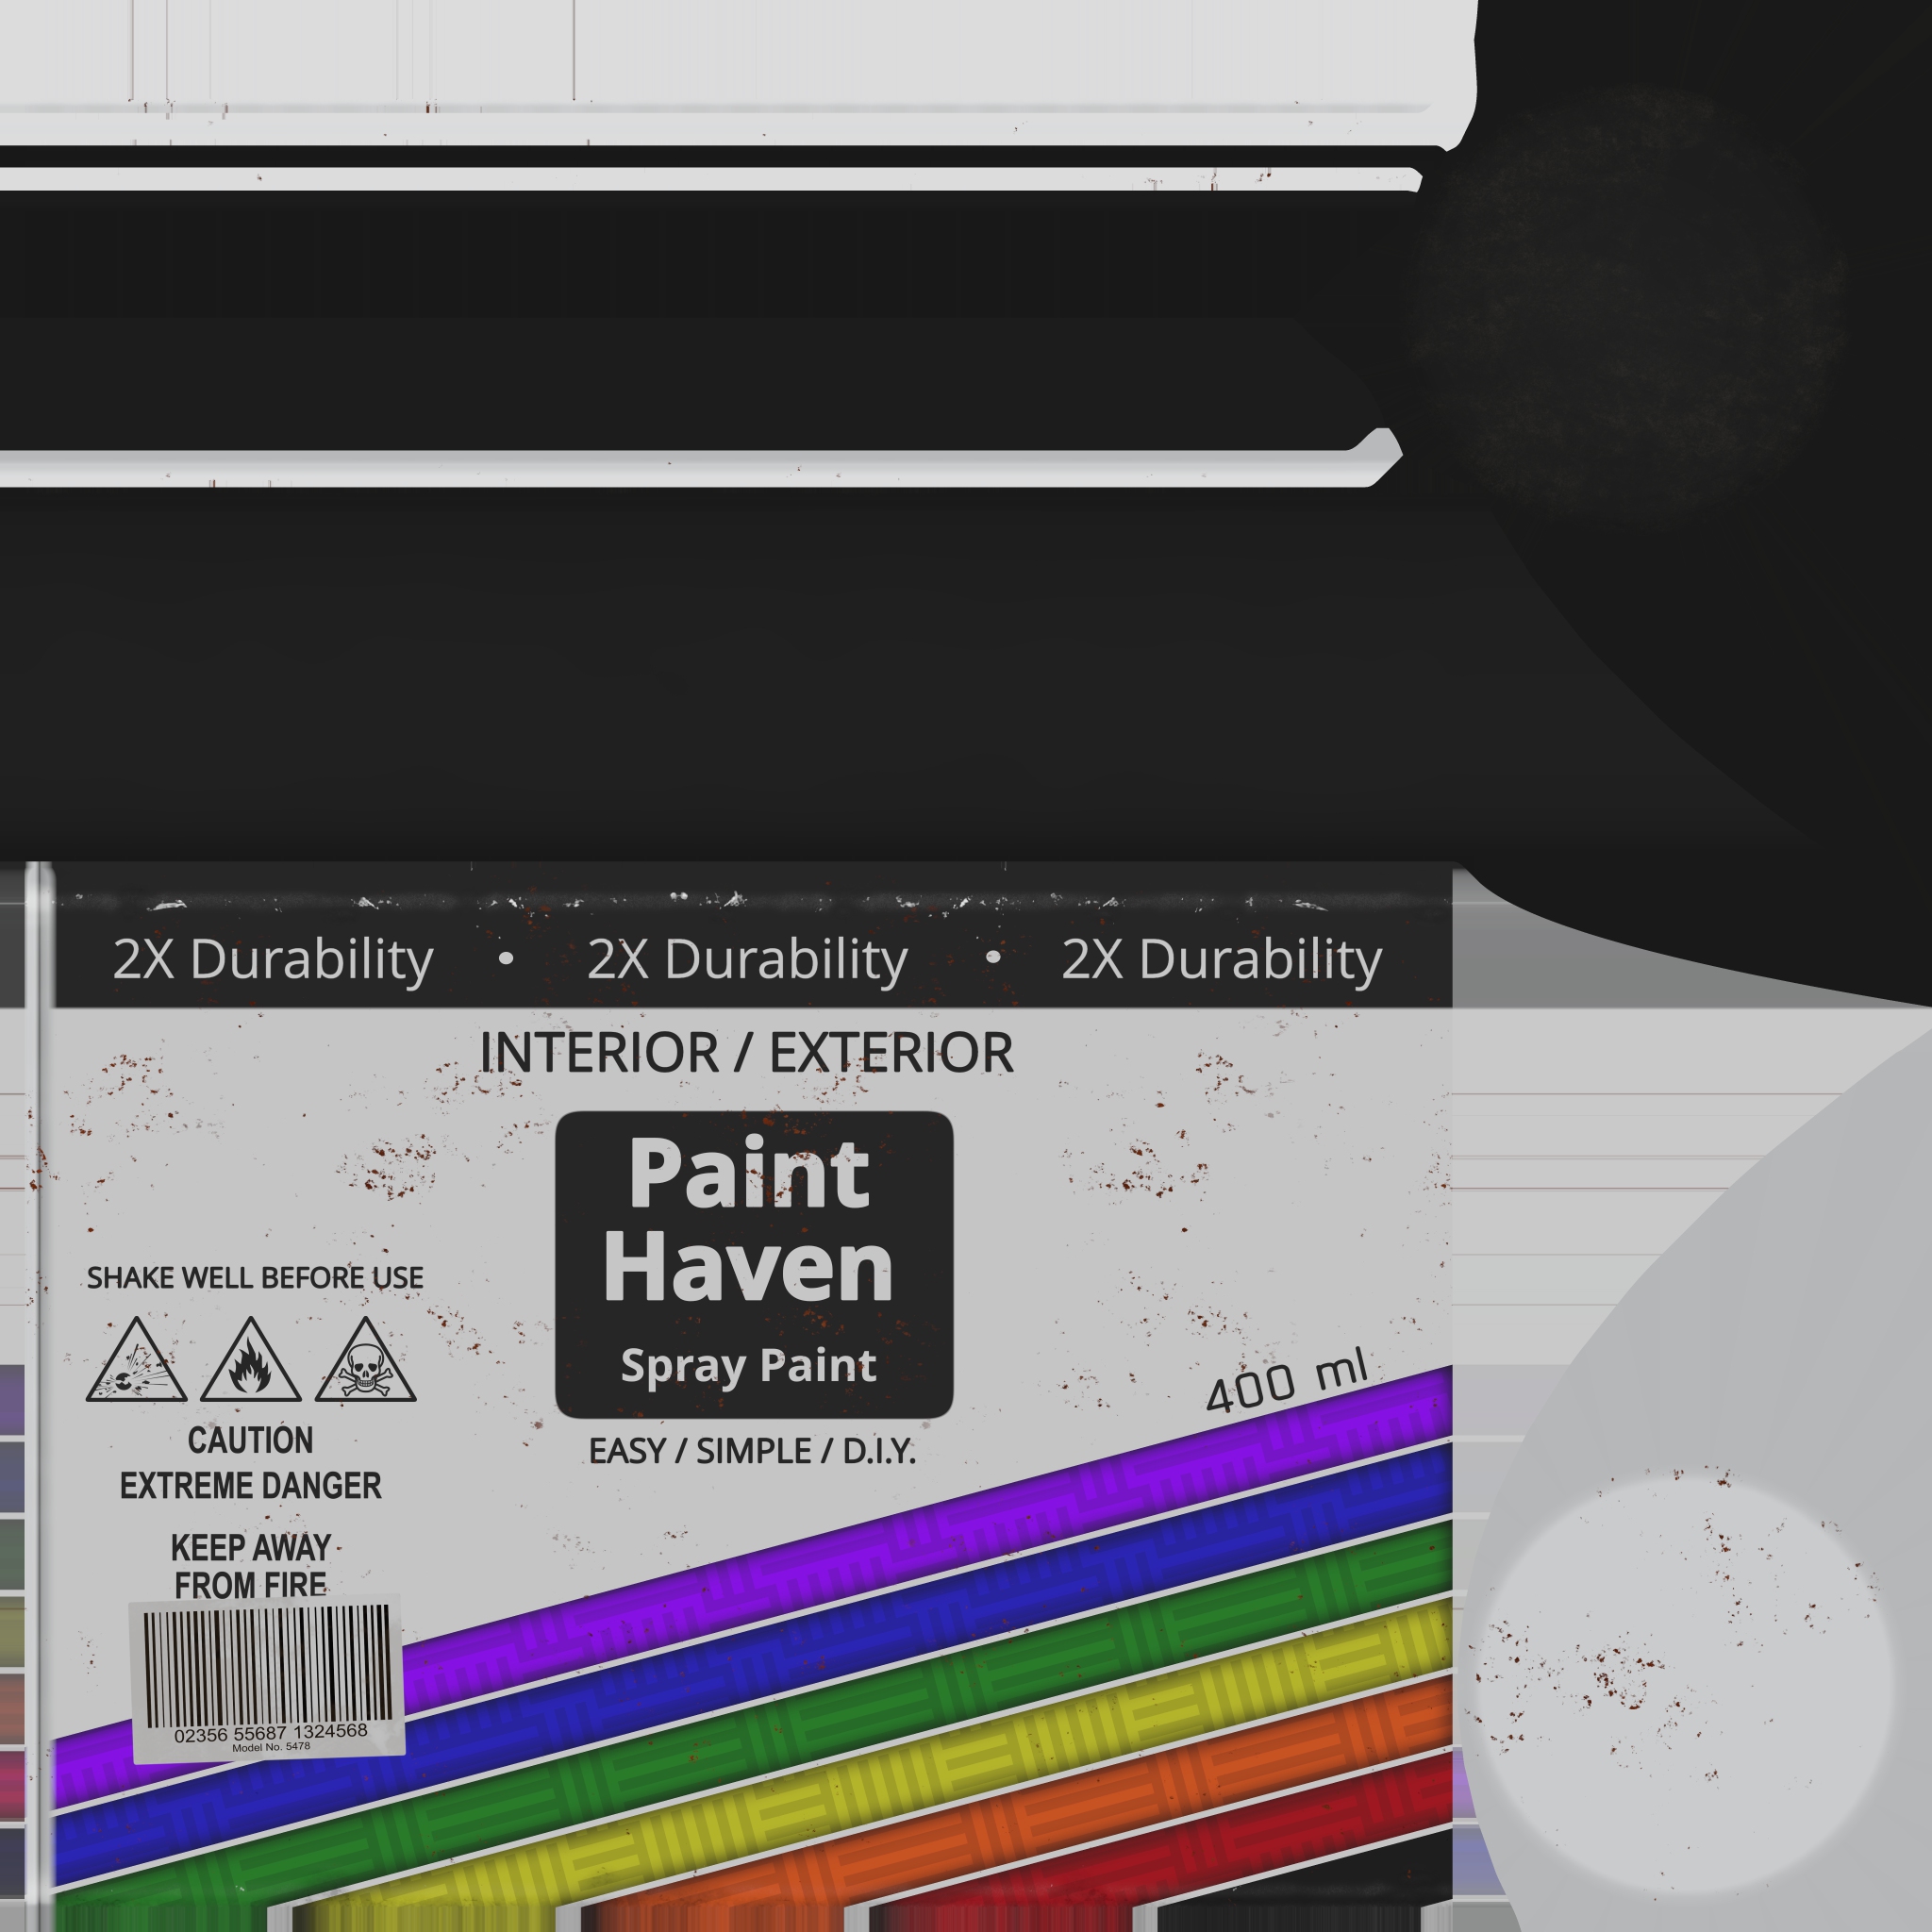 2X Durability • 2X Durability • 2X Durability
INTERIOR / EXTERIOR
Paint
Haven
Spray Paint
EASY / SIMPLE / D.I.Y.
400 ml
SHAKE WELL BEFORE USE
CAUTION
EXTREME DANGER
KEEP AWAY
FROM FIRE
02356 55687 1324568
Model No. 5478